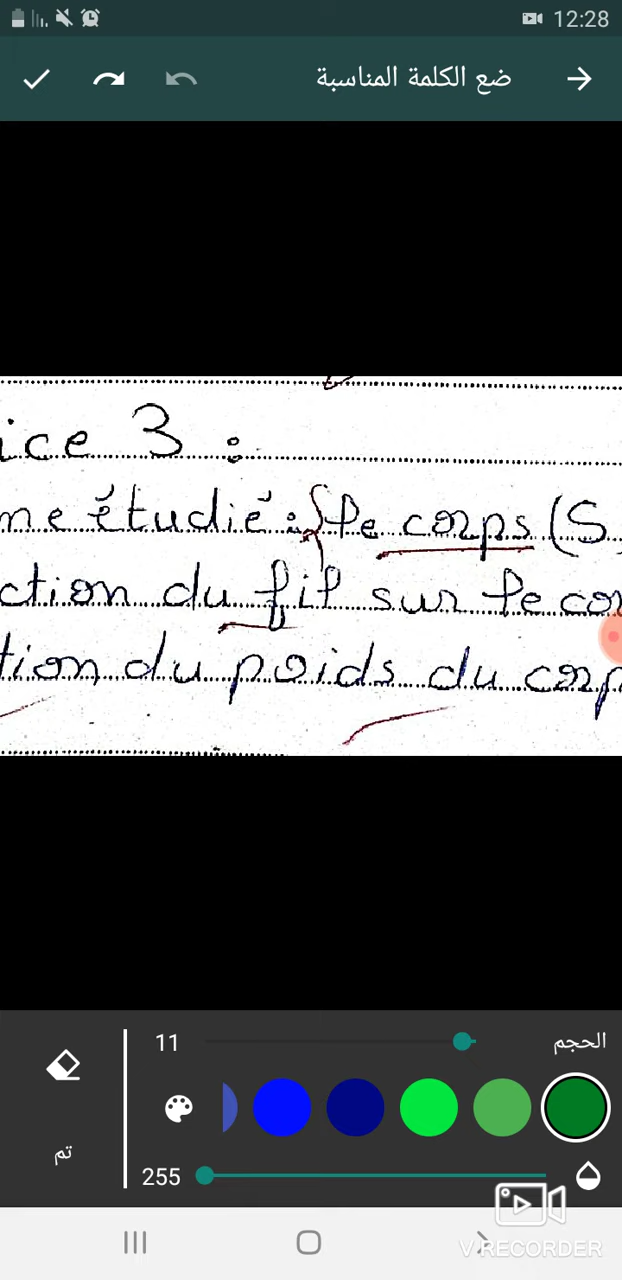 12:28
ضع الكلمة المناسبة
ice 3 :
me étudié : le corps (S
ction du fil sur le cor
tion du poids du corp
11
الحجم
تم
255
V RECORDER